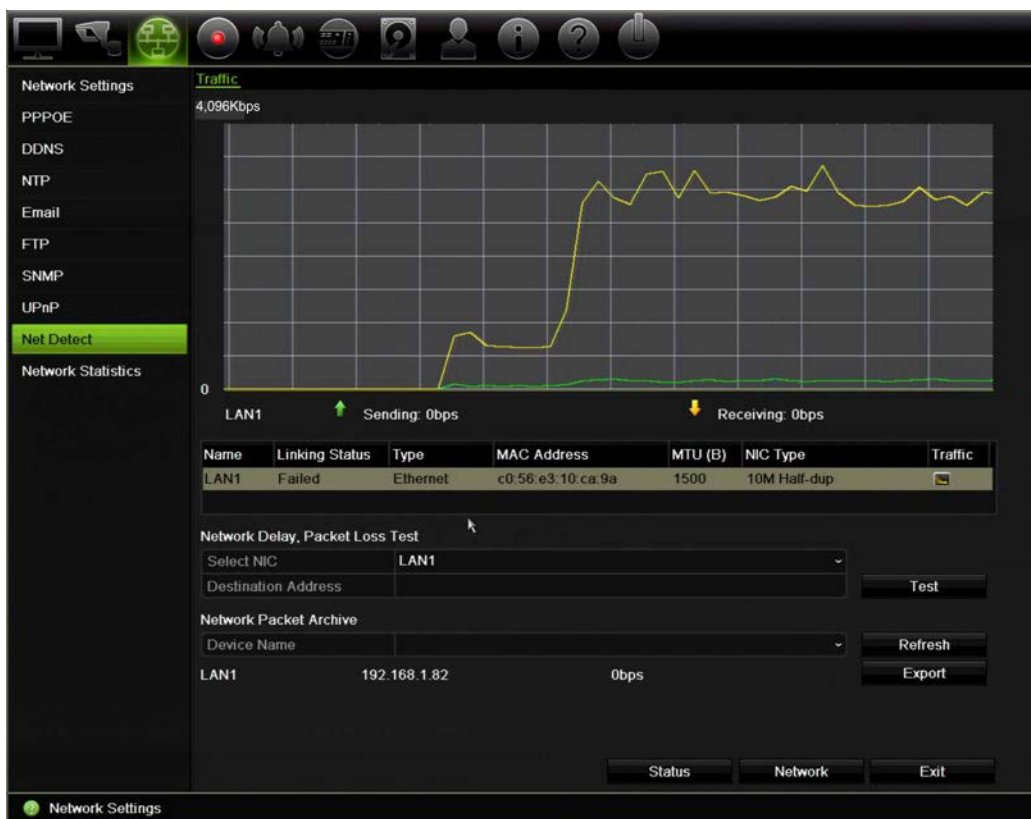 Network Settings
PPPOE
DDNS
NTP
Email
FTP
SNMP
UPnP
Net Detect
Network Statistics
Traffic
4,096Kbps
0
LAN1 Sending: 0bps Receiving: 0bps
Name Linking Status Type MAC Address MTU (B) NIC Type Traffic
LAN1 Failed Ethernet c0:56:e3:10:ca:9a 1500 10M Half-dup
Network Delay, Packet Loss Test
Select NIC LAN1
Destination Address Test
Network Packet Archive
Device Name Refresh
LAN1 192.168.1.82 0bps Export
Status Network Exit
Network Settings